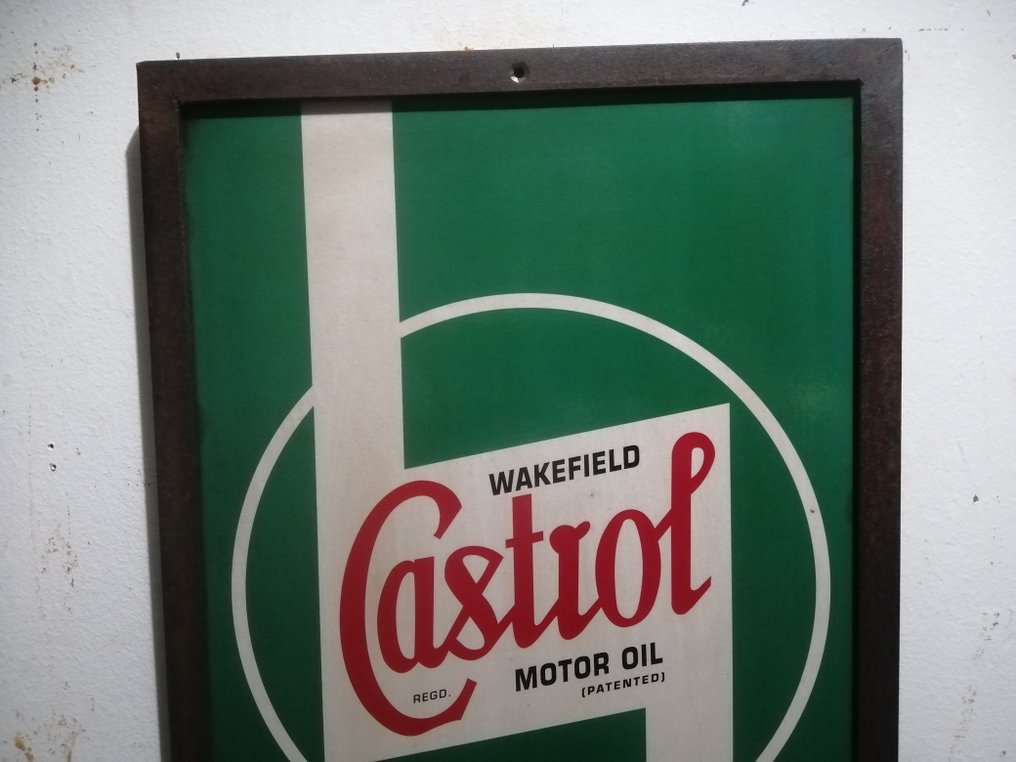 WAKEFIELD
Castrol
REGD.
MOTOR OIL
(PATENTED)